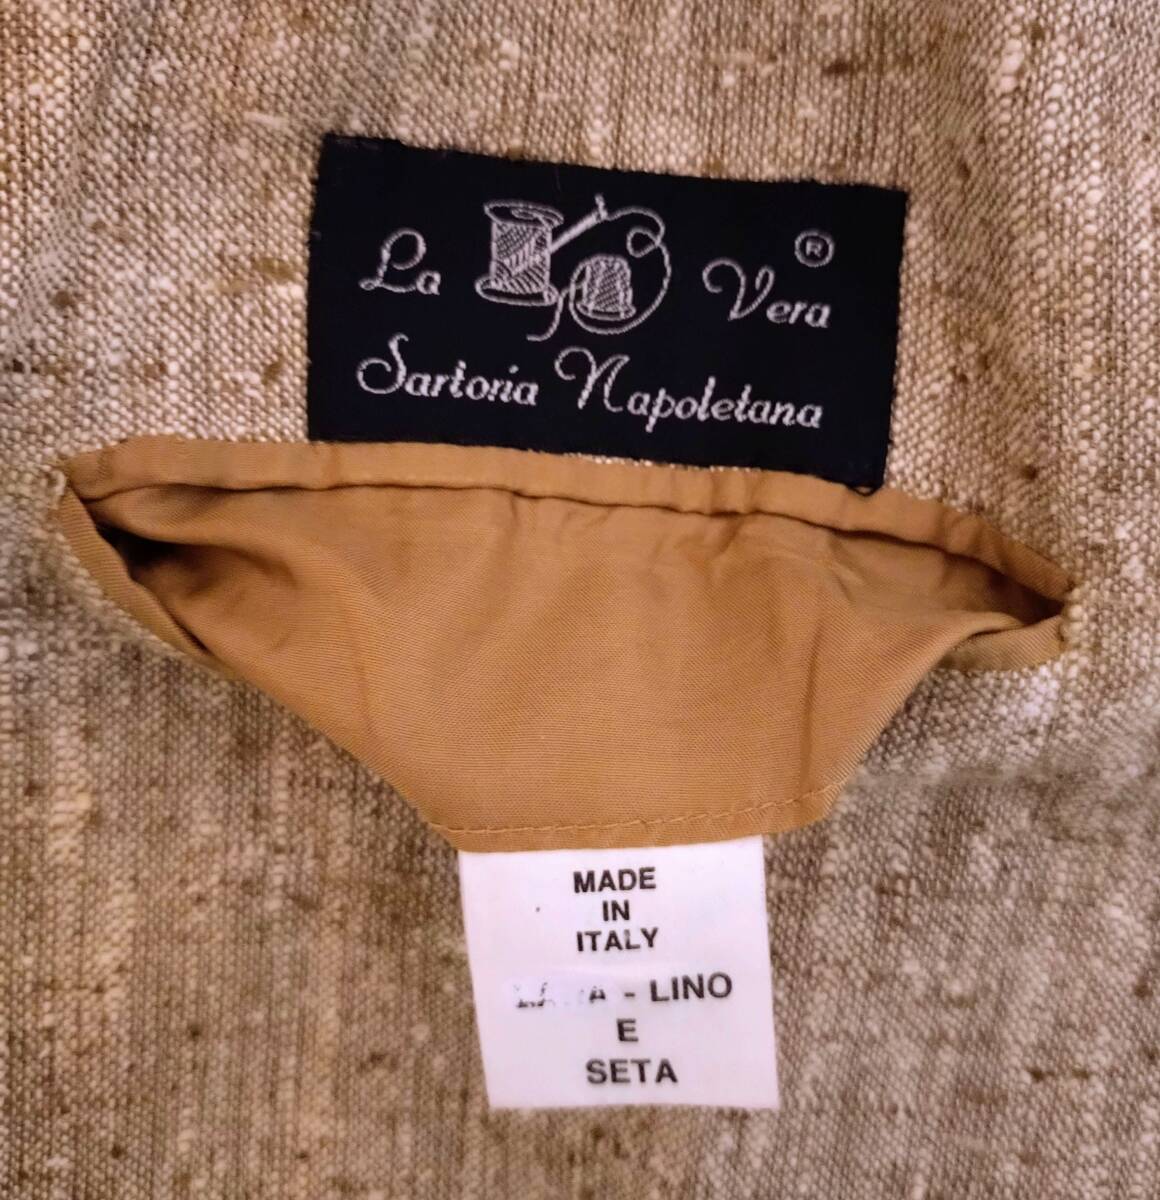 La Vera ®
Sartoria Napoletana
MADE
IN
ITALY
- LINO
E
SETA